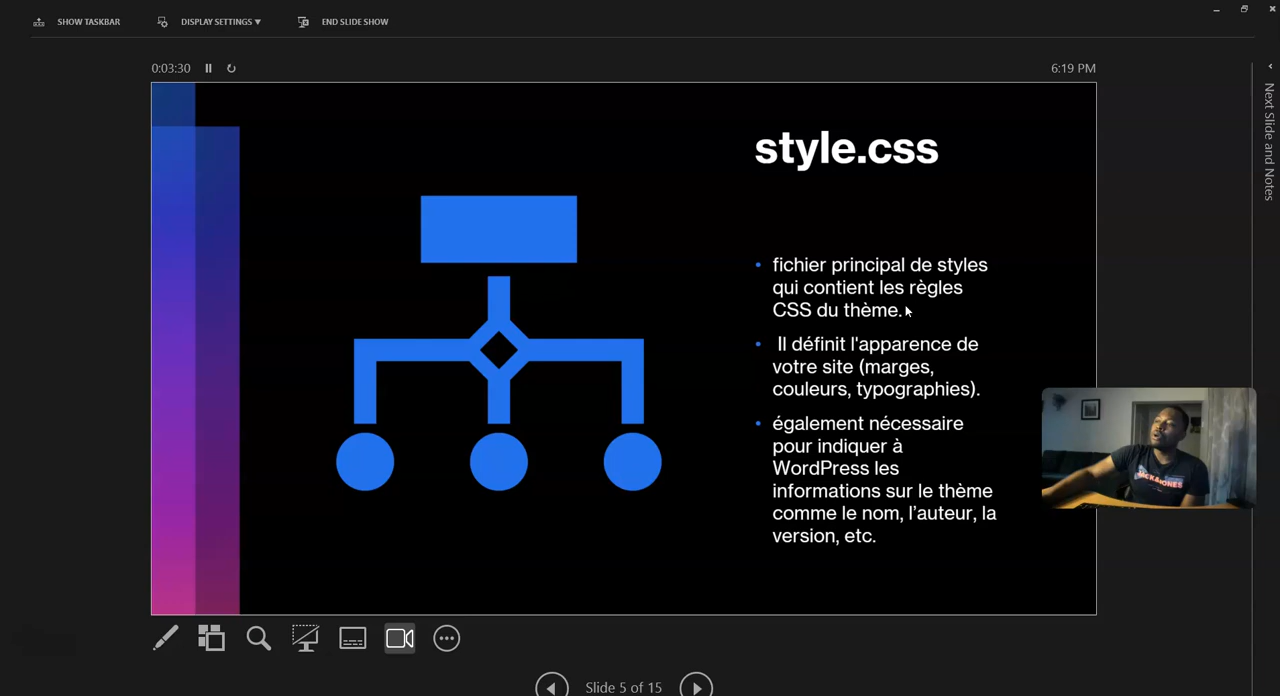 SHOW TASKBAR
DISPLAY SETTINGS ▾
END SLIDE SHOW
0:03:30
6:19 PM
Next Slide and Notes
style.css
• fichier principal de styles
qui contient les règles
CSS du thème.
• Il définit l'apparence de
votre site (marges,
couleurs, typographies).
• également nécessaire
pour indiquer à
WordPress les
informations sur le thème
comme le nom, l'auteur, la
version, etc.
JACK&JONES
Slide 5 of 15